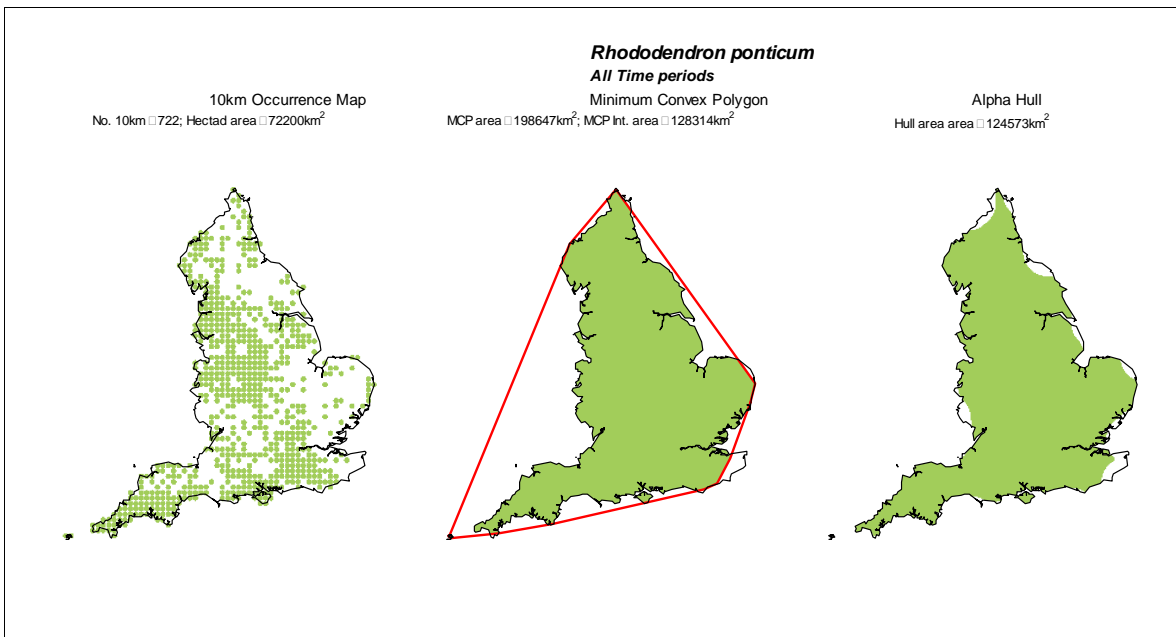 Rhododendron ponticum
All Time periods
10km Occurrence Map
No. 10km □ 722; Hectad area □ 72200km²
Minimum Convex Polygon
MCP area □ 198647km²; MCP Int. area □ 128314km²
Alpha Hull
Hull area area □ 124573km²